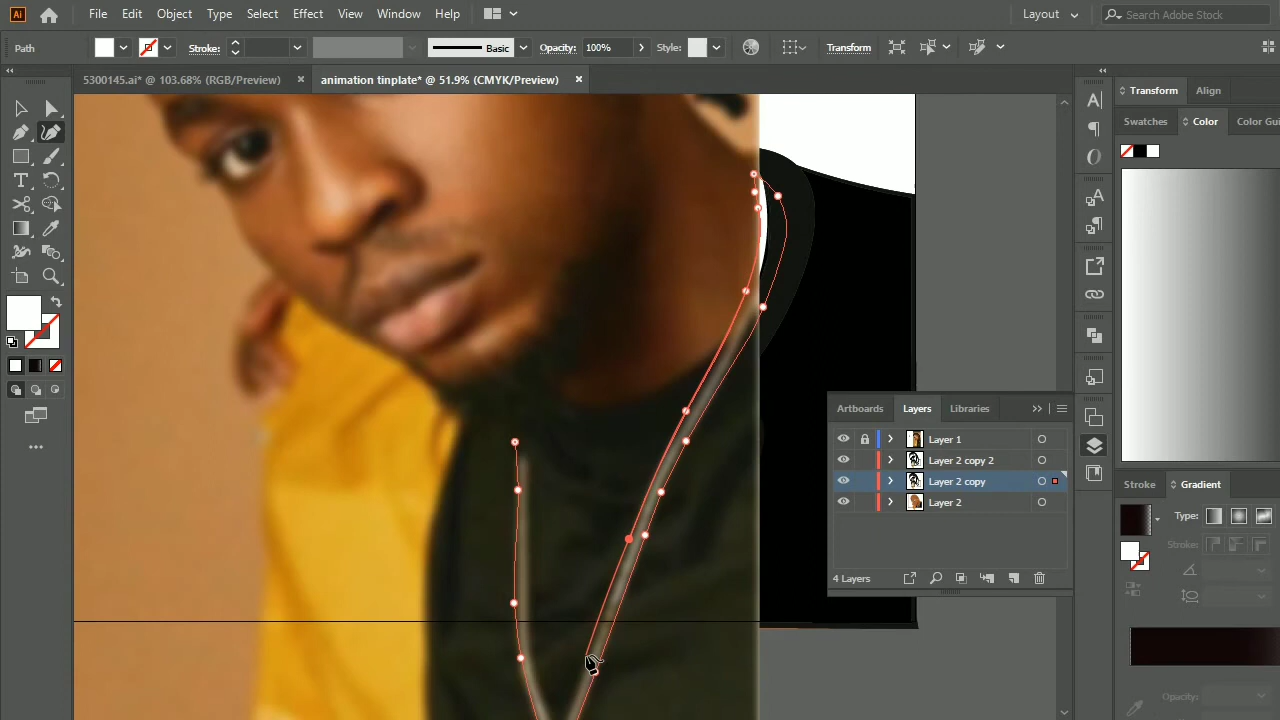 Ai File Edit Object Type Select Effect View Window Help Layout Search Adobe Stock
Path Stroke: Basic Opacity: 100% Style: Transform
5300145.ai* @ 103.68% (RGB/Preview) × animation tinplate* @ 51.9% (CMYK/Preview) ×
Transform Align
Swatches Color Color Gui
Artboards Layers Libraries
Layer 1
Layer 2 copy 2
Layer 2 copy
Layer 2
4 Layers
Stroke Gradient
Type:
Stroke:
Opacity: